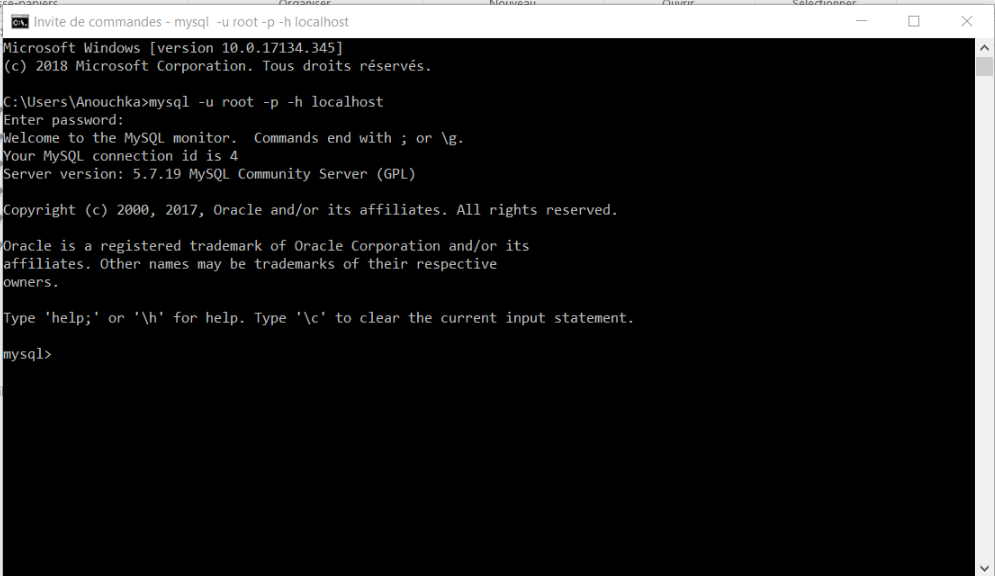 Organiser Nouveau Ouvrir Sélectionner
Invite de commandes - mysql -u root -p -h localhost
Microsoft Windows [version 10.0.17134.345]
(c) 2018 Microsoft Corporation. Tous droits réservés.
C:\Users\Anouchka>mysql -u root -p -h localhost
Enter password:
Welcome to the MySQL monitor.  Commands end with ; or \g.
Your MySQL connection id is 4
Server version: 5.7.19 MySQL Community Server (GPL)
Copyright (c) 2000, 2017, Oracle and/or its affiliates. All rights reserved.
Oracle is a registered trademark of Oracle Corporation and/or its
affiliates. Other names may be trademarks of their respective
owners.
Type 'help;' or '\h' for help. Type '\c' to clear the current input statement.
mysql>